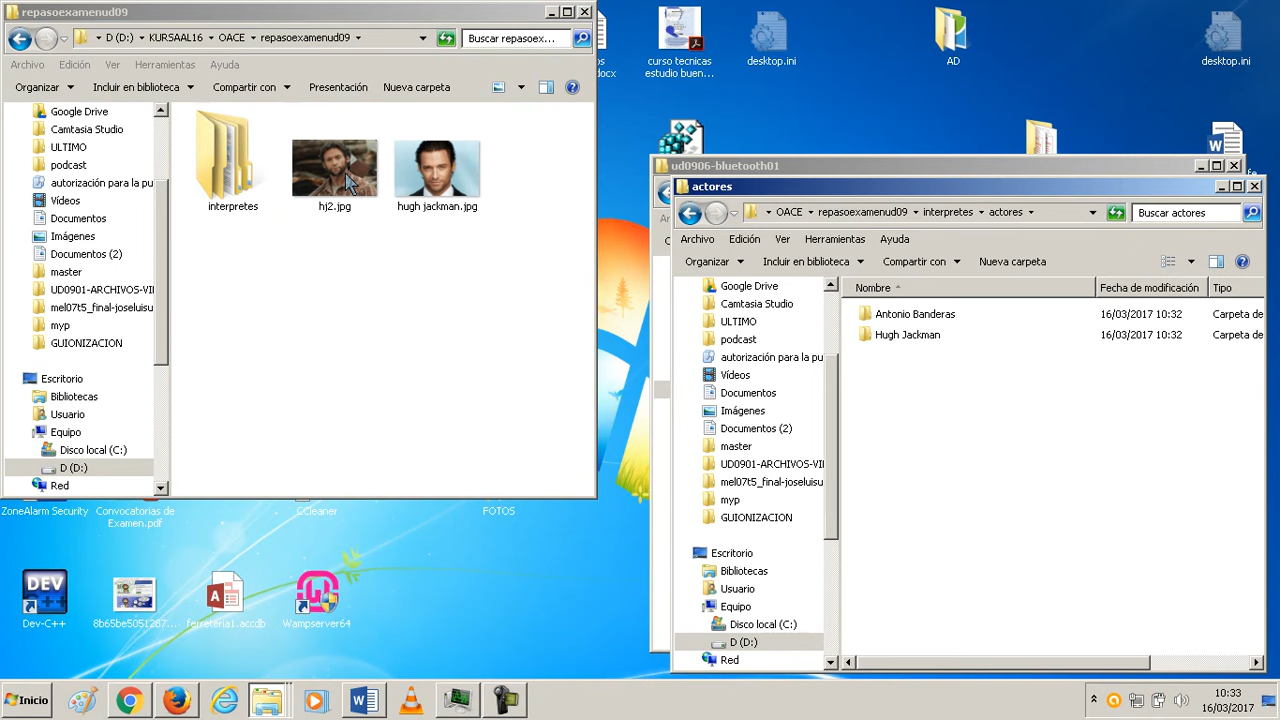 repasoexamenud09
D (D:) KURSAAL16 OACE repasoexamenud09
Buscar repasoex...
Archivo Edición Ver Herramientas Ayuda
Organizar Incluir en biblioteca Compartir con Presentación Nueva carpeta
Google Drive
Camtasia Studio
ULTIMO
podcast
autorización para la pu
Vídeos
Documentos
Imágenes
Documentos (2)
master
UD0901-ARCHIVOS-VI
mel07t5_final-joseluisu
myp
GUIONIZACION
Escritorio
Bibliotecas
Usuario
Equipo
Disco local (C:)
D (D:)
Red
interpretes
hj2.jpg
hugh jackman.jpg
docx
curso tecnicas
estudio buen...
desktop.ini
AD
desktop.ini
ud0906-bluetooth01
actores
OACE repasoexamenud09 interpretes actores
Buscar actores
Archivo Edición Ver Herramientas Ayuda
Organizar Incluir en biblioteca Compartir con Nueva carpeta
Google Drive
Camtasia Studio
ULTIMO
podcast
autorización para la pu
Vídeos
Documentos
Imágenes
Documentos (2)
master
UD0901-ARCHIVOS-VI
mel07t5_final-joseluisu
myp
GUIONIZACION
Escritorio
Bibliotecas
Usuario
Equipo
Disco local (C:)
D (D:)
Red
Nombre Fecha de modificación Tipo
Antonio Banderas 16/03/2017 10:32 Carpeta de
Hugh Jackman 16/03/2017 10:32 Carpeta de
ZoneAlarm Security
Convocatorias de
Examen.pdf
CCleaner
FOTOS
DEV
Dev-C++
8b65be5051287...
ferreteria1.accdb
Wampserver64
Inicio
10:33
16/03/2017